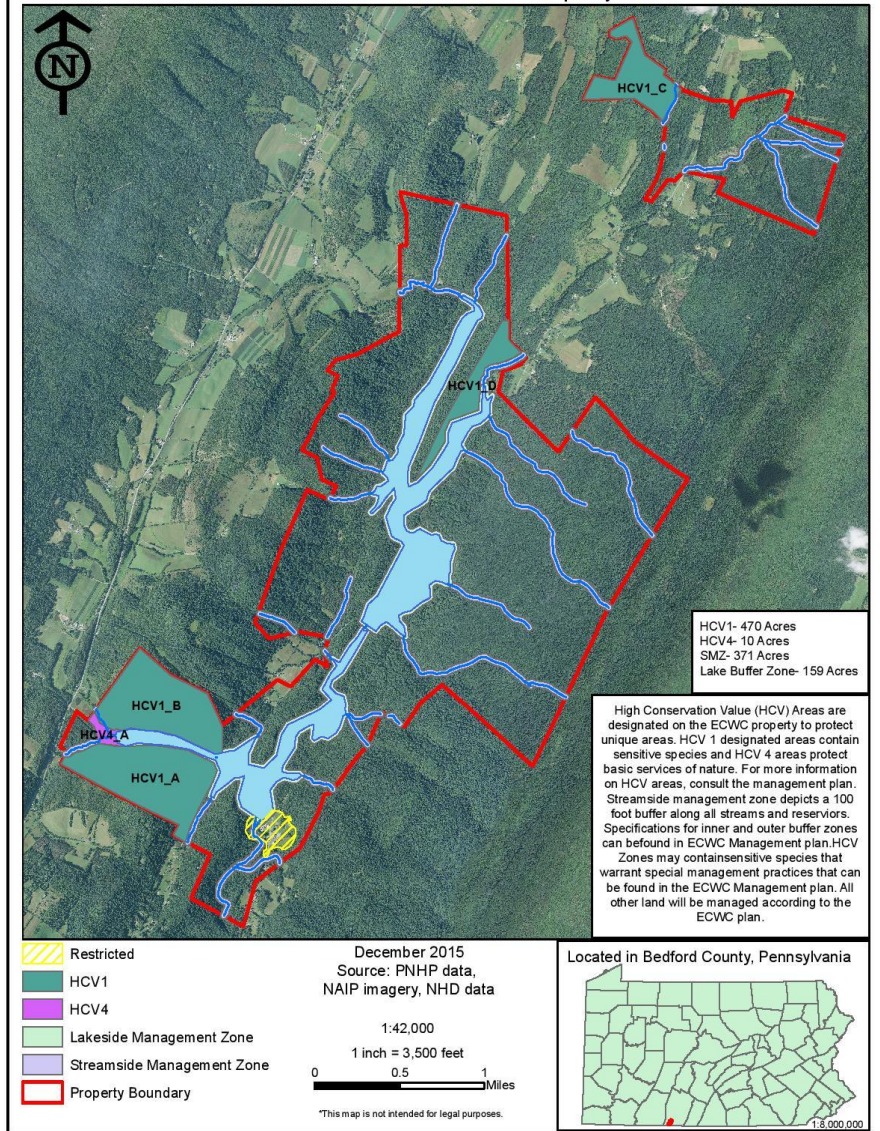 N
HCV1_C
HCV1_D
HCV1_B
HCV4_A
HCV1_A
HCV1- 470 Acres
HCV4- 10 Acres
SMZ- 371 Acres
Lake Buffer Zone- 159 Acres
High Conservation Value (HCV) Areas are
designated on the ECWC property to protect
unique areas. HCV 1 designated areas contain
sensitive species and HCV 4 areas protect
basic services of nature. For more information
on HCV areas, consult the management plan.
Streamside management zone depicts a 100
foot buffer along all streams and reserviors.
Specifications for inner and outer buffer zones
can befound in ECWC Management plan.HCV
Zones may containsensitive species that
warrant special management practices that can
be found in the ECWC Management plan. All
other land will be managed according to the
ECWC plan.
Restricted
HCV1
HCV4
Lakeside Management Zone
Streamside Management Zone
Property Boundary
December 2015
Source: PNHP data,
NAIP imagery, NHD data
1:42,000
1 inch = 3,500 feet
0 0.5 1
Miles
*This map is not intended for legal purposes.
Located in Bedford County, Pennsylvania
1:8,000,000